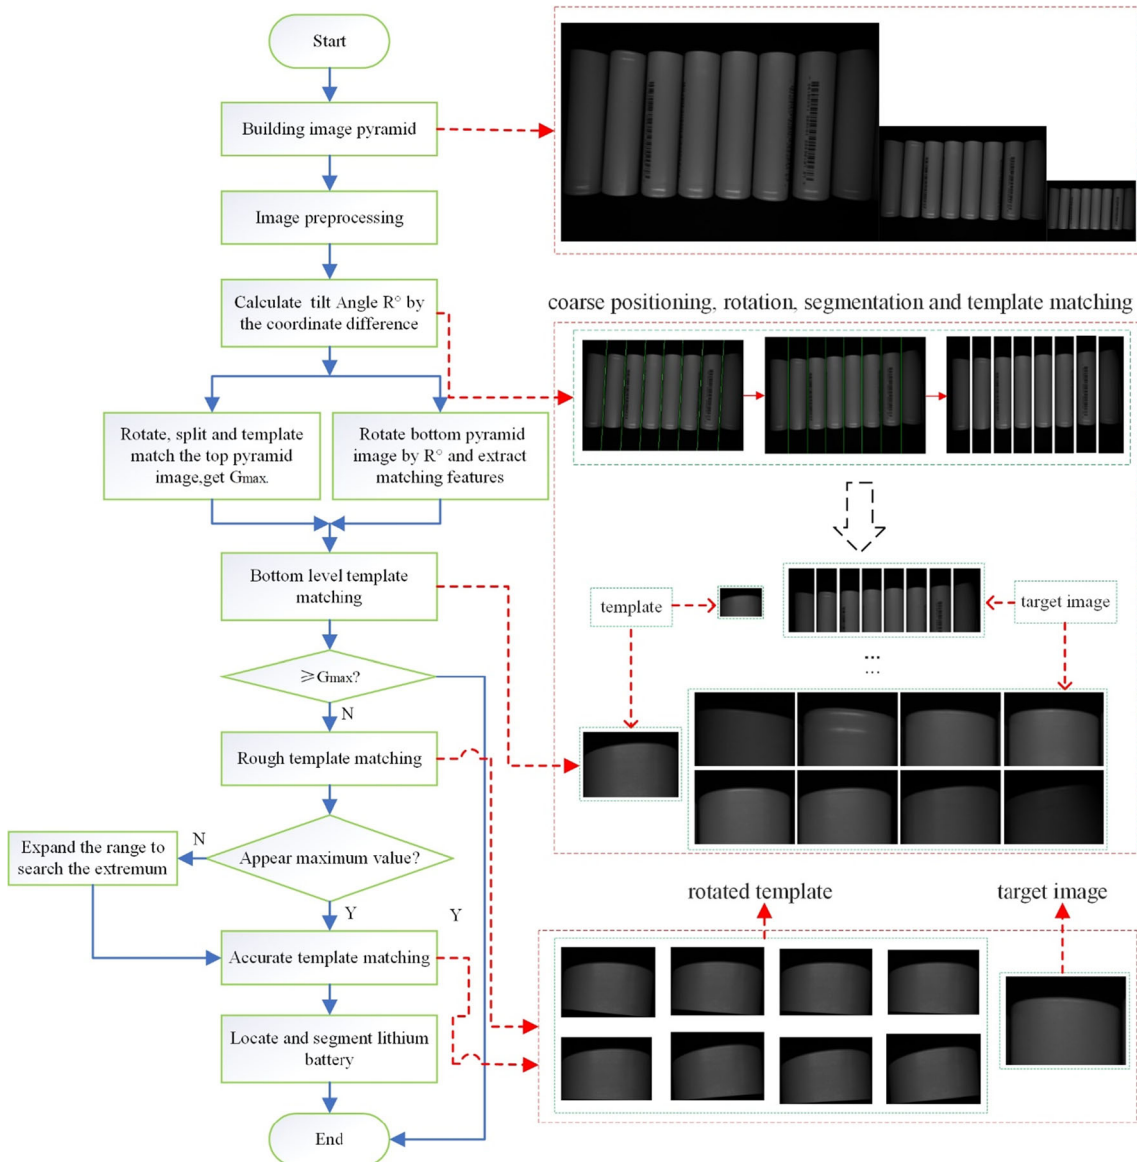 Start
Building image pyramid
Image preprocessing
Calculate tilt Angle R° by
the coordinate difference
coarse positioning, rotation, segmentation and template matching
Rotate, split and template
match the top pyramid
image,get Gmax.
Rotate bottom pyramid
image by R° and extract
matching features
Bottom level template
matching
template
target image
...
...
≥Gmax?
N
Rough template matching
Appear maximum value?
N
Expand the range to
search the extremum
Y
Y
rotated template
target image
Accurate template matching
Locate and segment lithium
battery
End